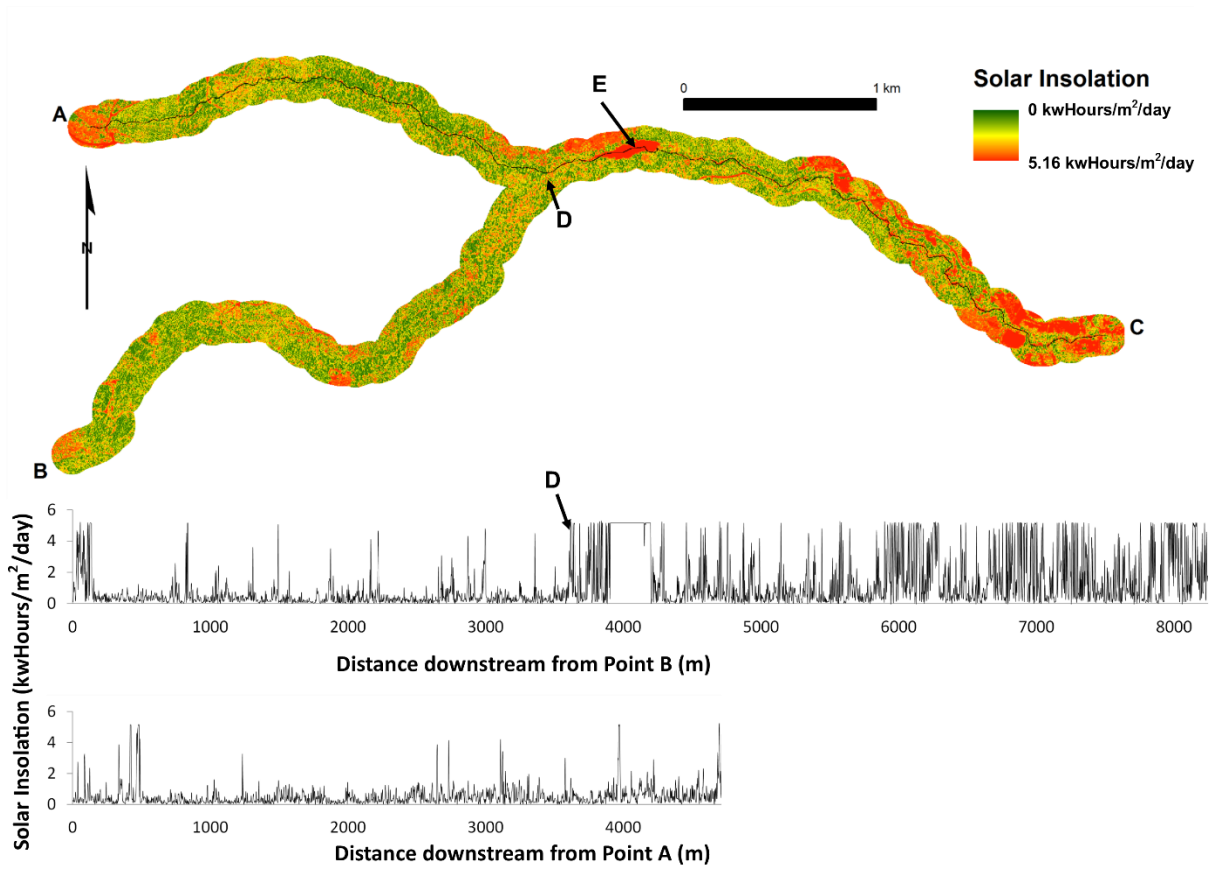 A
E
0
1 km
Solar Insolation
0 kwHours/m²/day
5.16 kwHours/m²/day
D
N
C
B
D
Solar Insolation (kwHours/m²/day)
6
4
2
0
0 1000 2000 3000 4000 5000 6000 7000 8000
Distance downstream from Point B (m)
6
4
2
0
0 1000 2000 3000 4000
Distance downstream from Point A (m)